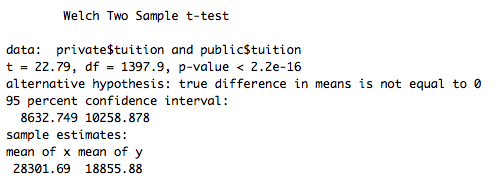 Welch Two Sample t-test
data:  private$tuition and public$tuition
t = 22.79, df = 1397.9, p-value < 2.2e-16
alternative hypothesis: true difference in means is not equal to 0
95 percent confidence interval:
  8632.749 10258.878
sample estimates:
mean of x mean of y
 28301.69  18855.88